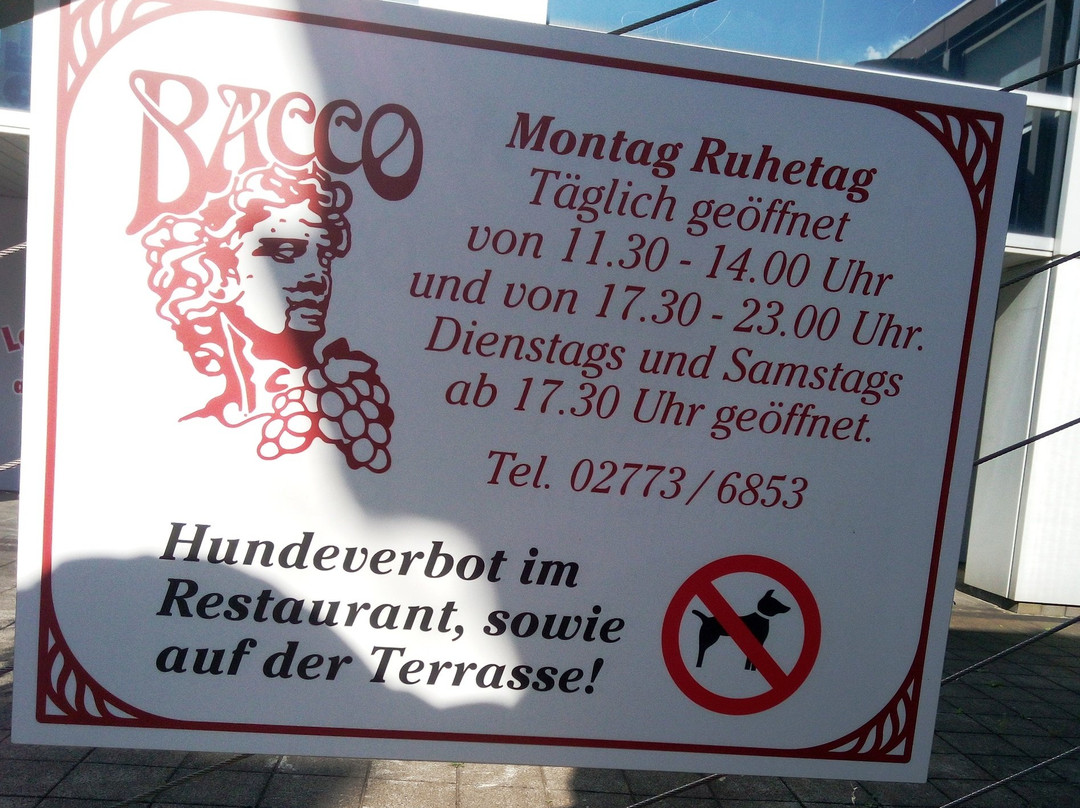 BACCO
Montag Ruhetag
Täglich geöffnet
von 11.30 - 14.00 Uhr
und von 17.30 - 23.00 Uhr.
Dienstags und Samstags
ab 17.30 Uhr geöffnet.
Tel. 02773 / 6853
Hundeverbot im
Restaurant, sowie
auf der Terrasse!